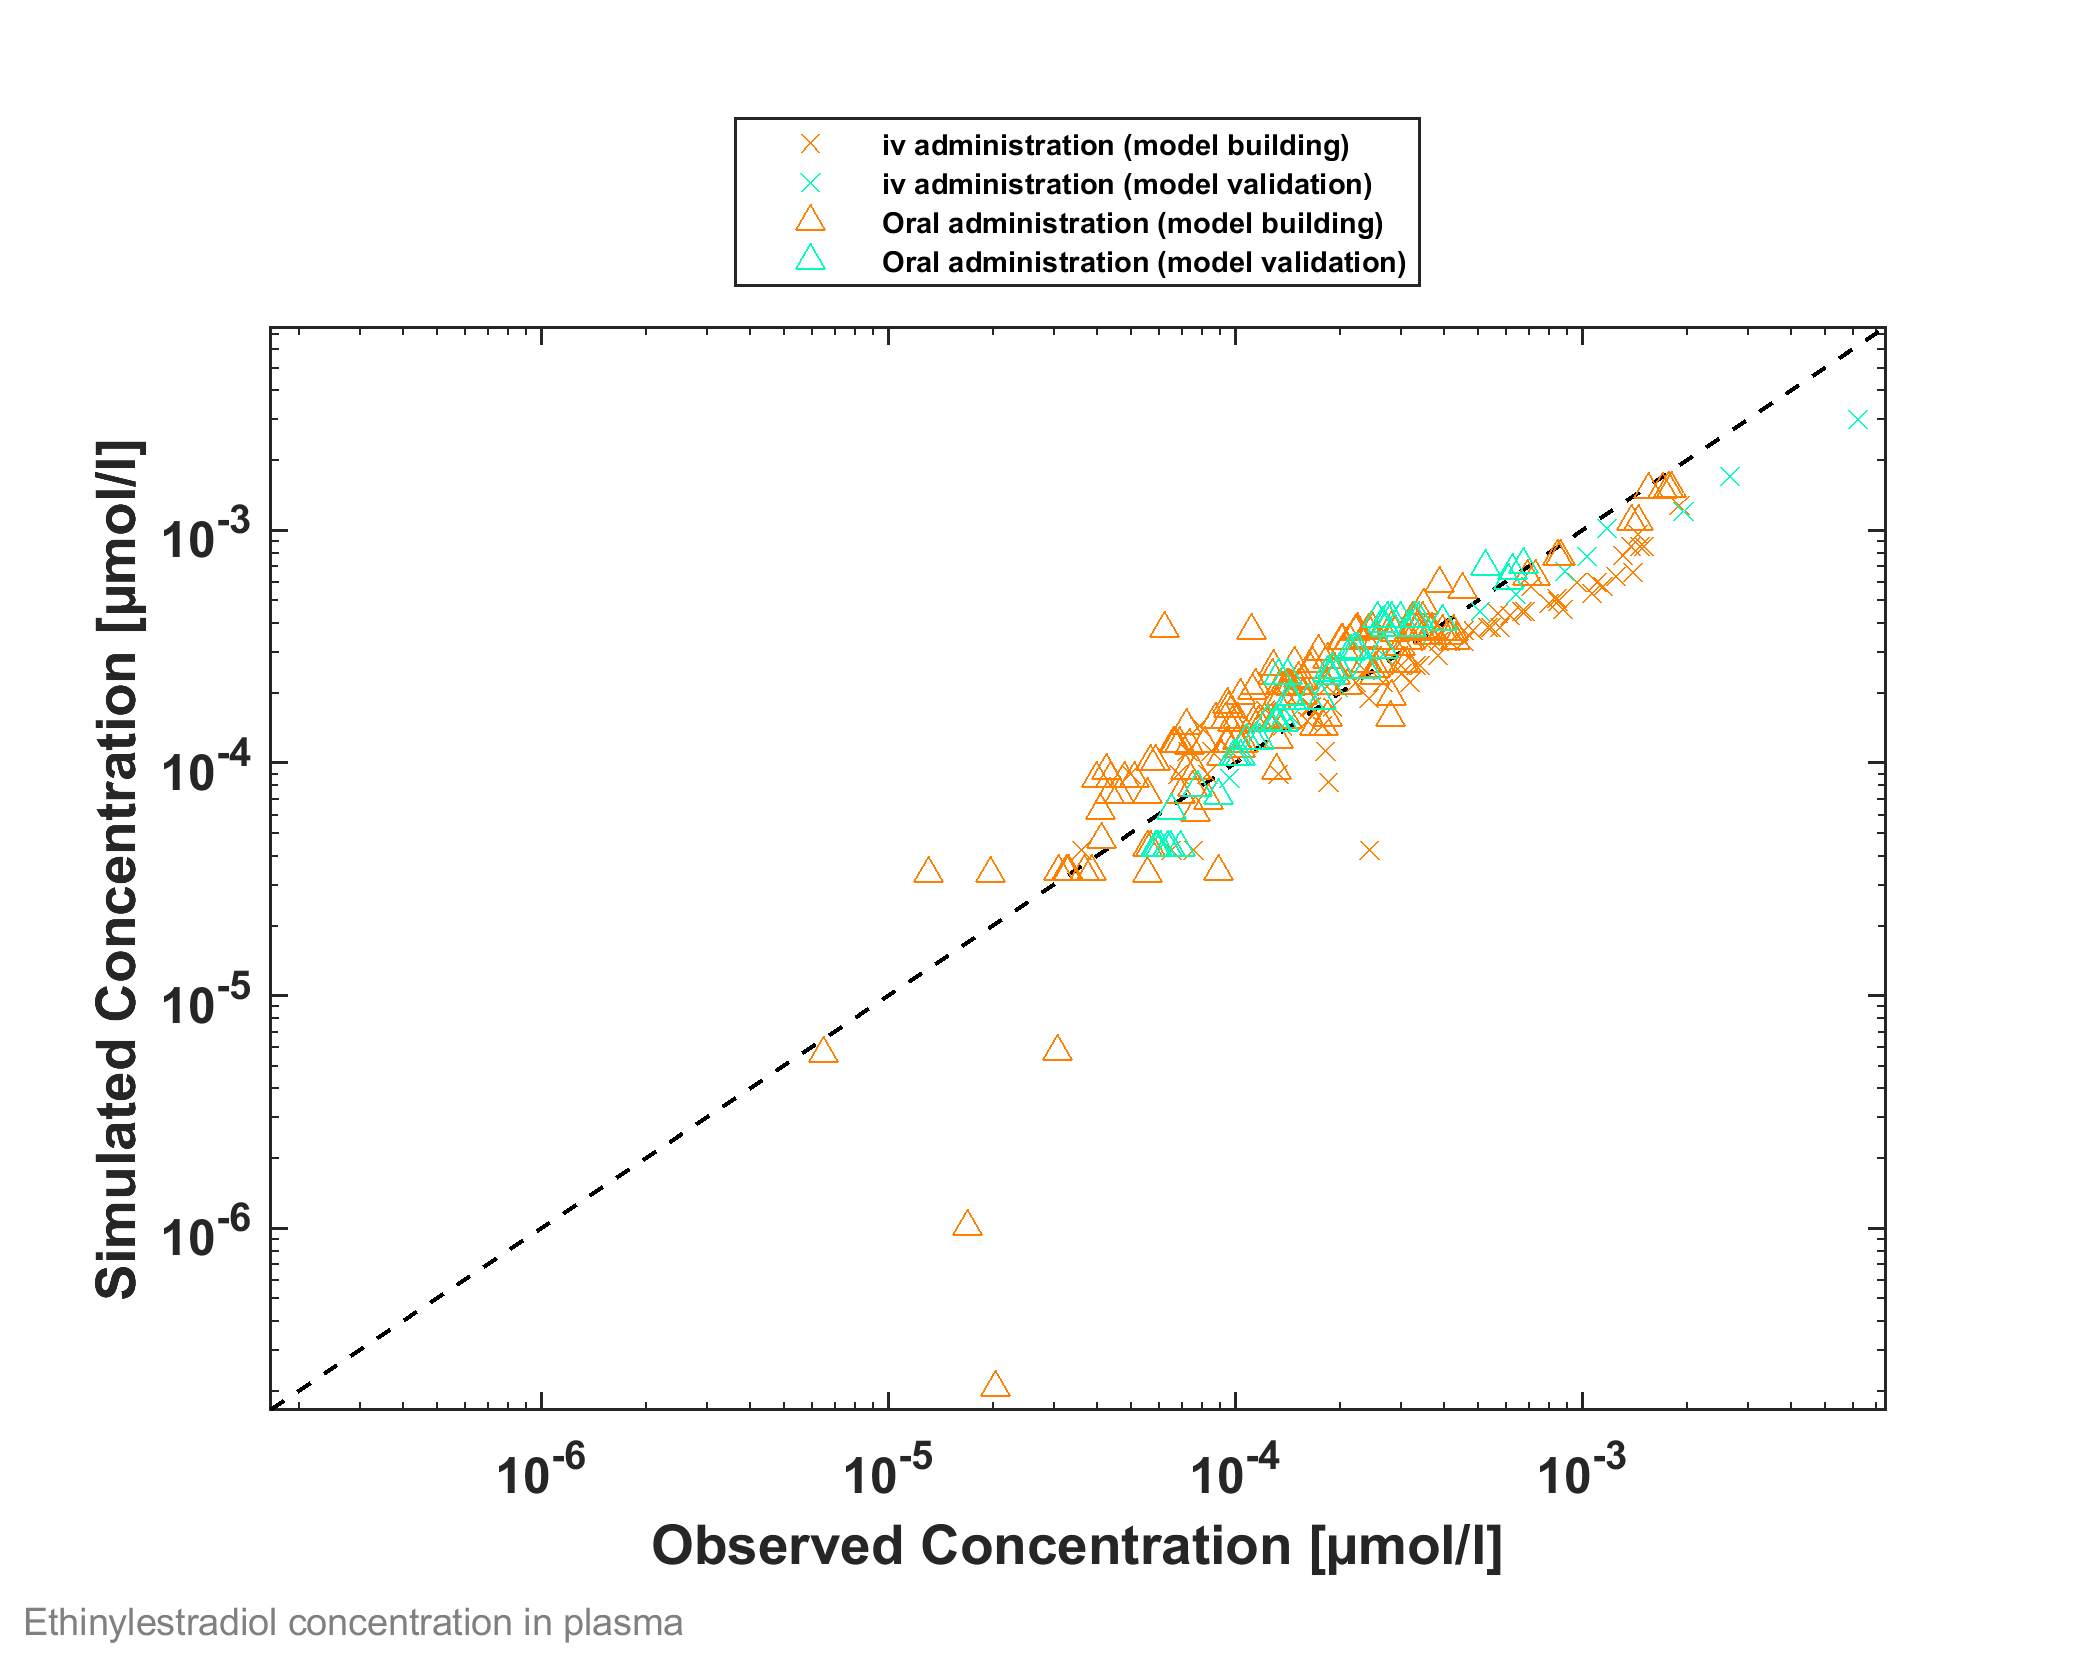 iv administration (model building)
iv administration (model validation)
Oral administration (model building)
Oral administration (model validation)
Simulated Concentration [µmol/l]
10-3
10-4
10-5
10-6
10-6 10-5 10-4 10-3
Observed Concentration [µmol/l]
Ethinylestradiol concentration in plasma